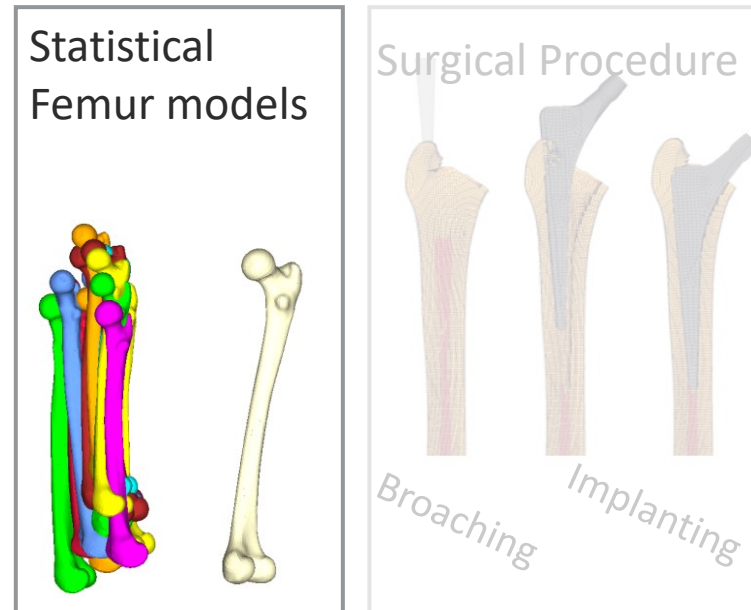 Statistical
Femur models
Surgical Procedure
Broaching
Implanting